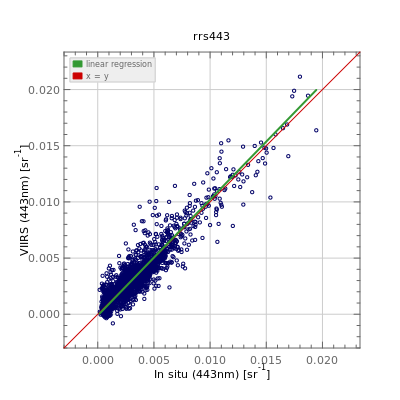 rrs443
linear regression
x = y
VIIRS (443nm) [sr^-1]
0.020
0.015
0.010
0.005
0.000
0.000 0.005 0.010 0.015 0.020
In situ (443nm) [sr^-1]